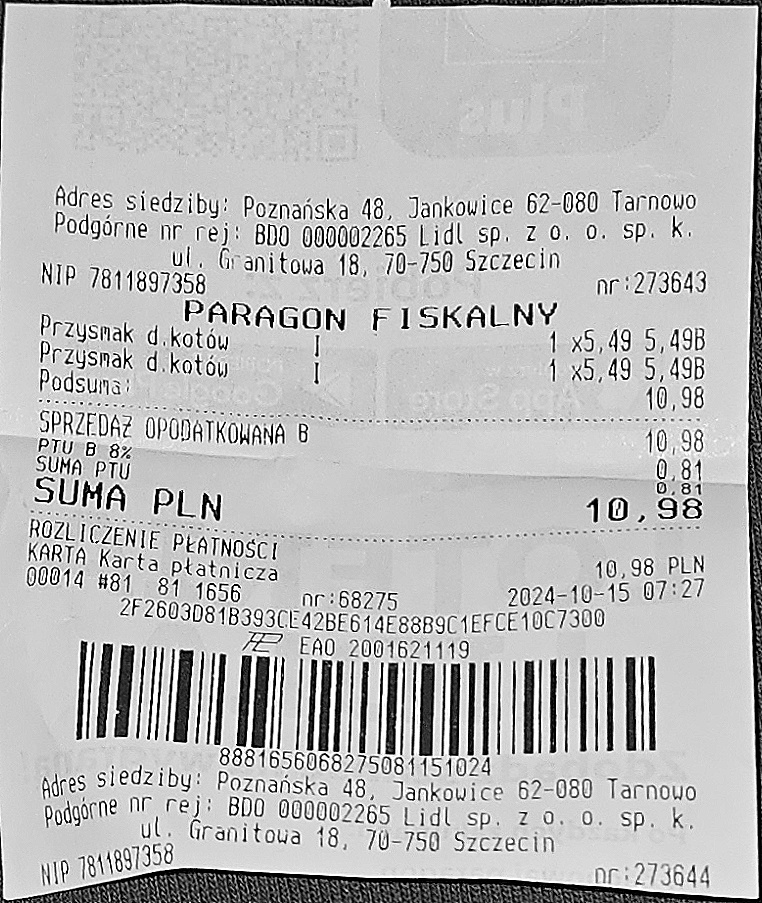 Plus
Adres siedziby: Poznańska 48, Jankowice 62-080 Tarnowo
Podgórne nr rej: BDO 000002265 Lidl sp. z o. o. sp. k.
ul. Granitowa 18, 70-750 Szczecin
NIP 7811897358 nr:273643
PARAGON FISKALNY
Przysmak d.kotów I 1 x5,49 5,49B
Przysmak d.kotów I 1 x5,49 5,49B
Podsuma: 10,98
SPRZEDAŻ OPODATKOWANA B 10,98
PTU B 8% 0,81
SUMA PTU 0,81
SUMA PLN 10,98
ROZLICZENIE PŁATNOŚCI
KARTA Karta płatnicza 10,98 PLN
00014 #81 81 1656 nr:68275 2024-10-15 07:27
2F2603D81B393CE42BE614E88B9C1EFCE10C7300
EAO 2001621119
8881656068275081151024
Adres siedziby: Poznańska 48, Jankowice 62-080 Tarnowo
Podgórne nr rej: BDO 000002265 Lidl sp. z o. o. sp. k.
ul. Granitowa 18, 70-750 Szczecin
NIP 7811897358 nr:273644